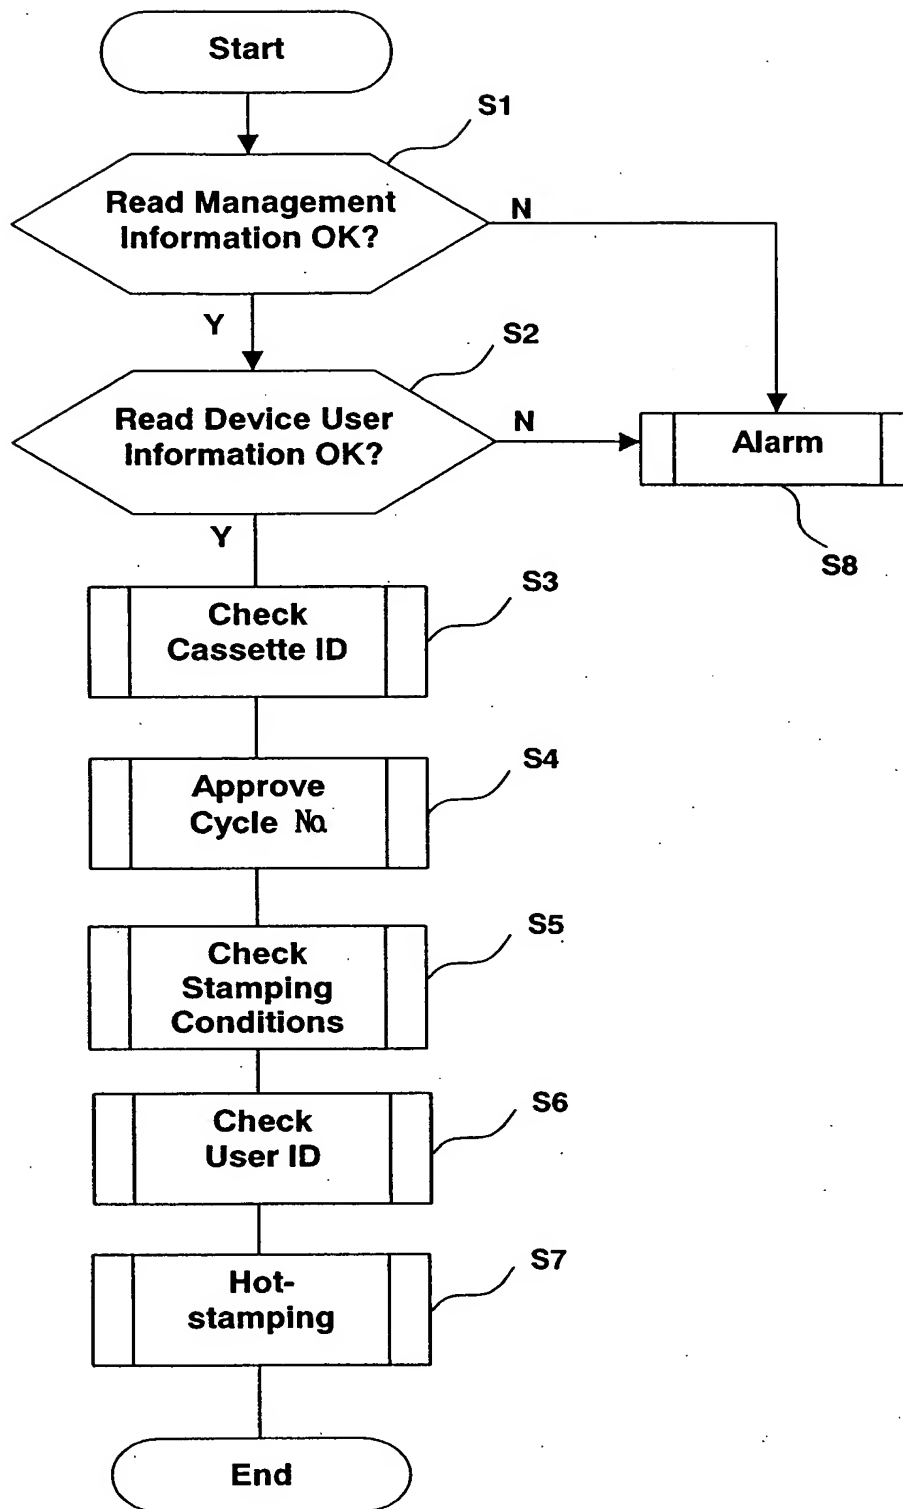 Start
S1
Read Management
Information OK?
N
Y
S2
Read Device User
Information OK?
N
Alarm
S8
Y
S3
Check
Cassette ID
S4
Approve
Cycle No.
S5
Check
Stamping
Conditions
S6
Check
User ID
S7
Hot-
stamping
End